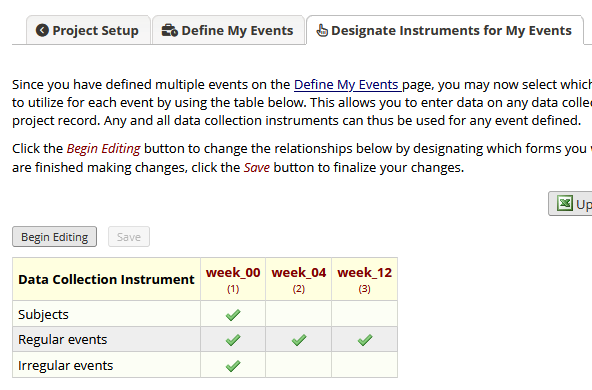 Project Setup Define My Events Designate Instruments for My Events
Since you have defined multiple events on the Define My Events page, you may now select which
to utilize for each event by using the table below. This allows you to enter data on any data
project record. Any and all data collection instruments can thus be used for any event defined.
Click the Begin Editing button to change the relationships below by designating which forms you
are finished making changes, click the Save button to finalize your changes.
Up
Begin Editing Save
Data Collection Instrument week_00 week_04 week_12
(1) (2) (3)
Subjects
Regular events
Irregular events